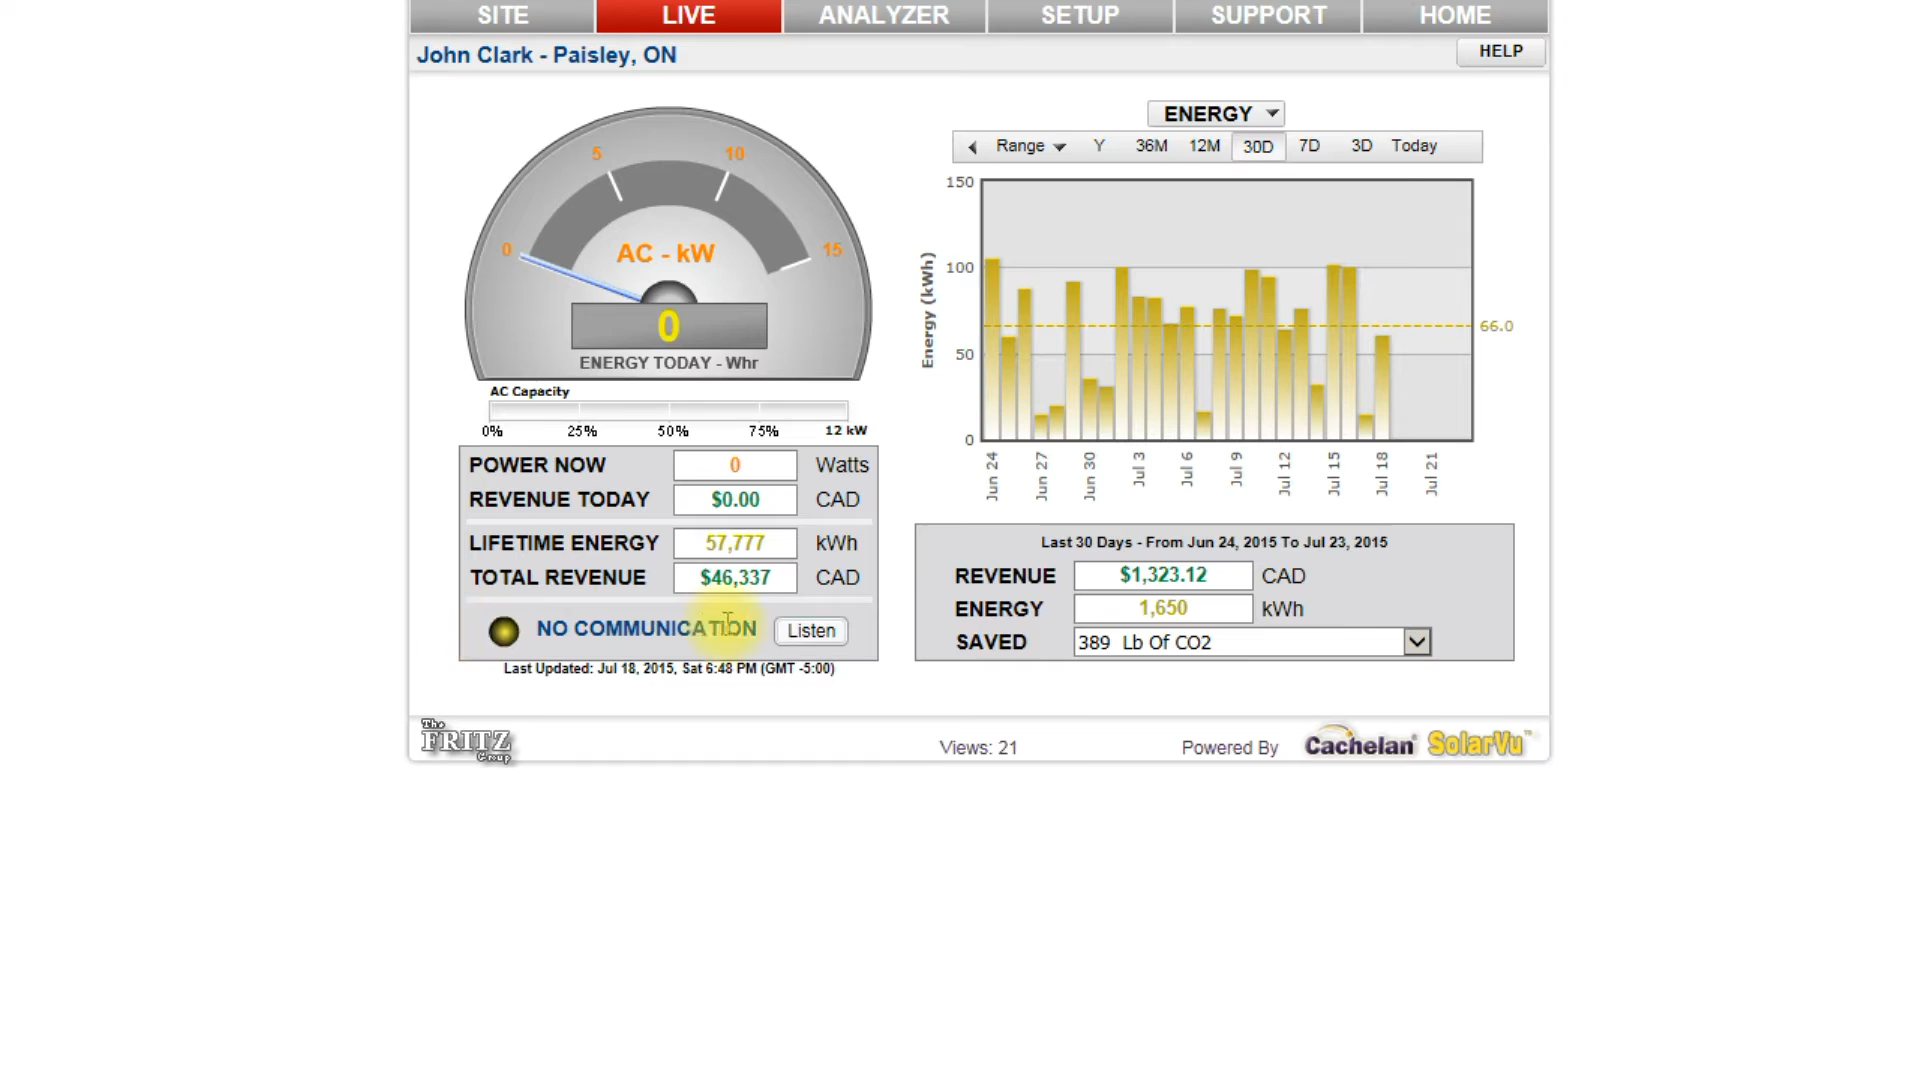 SITE LIVE ANALYZER SETUP SUPPORT HOME
John Clark - Paisley, ON
HELP
0 5 10 15
AC - kW
0
ENERGY TODAY - Whr
AC Capacity
0% 25% 50% 75% 12 kW
POWER NOW 0 Watts
REVENUE TODAY $0.00 CAD
LIFETIME ENERGY 57,777 kWh
TOTAL REVENUE $46,337 CAD
NO COMMUNICATION Listen
Last Updated: Jul 18, 2015, Sat 6:48 PM (GMT -5:00)
ENERGY
Range Y 36M 12M 30D 7D 3D Today
150
100
50
0
Energy (kWh)
66.0
Jun 24 Jun 27 Jun 30 Jul 3 Jul 6 Jul 9 Jul 12 Jul 15 Jul 18 Jul 21
Last 30 Days - From Jun 24, 2015 To Jul 23, 2015
REVENUE $1,323.12 CAD
ENERGY 1,650 kWh
SAVED 389 Lb Of CO2
The
FRITZ
Group
Views: 21
Powered By Cachelan SolarVu™